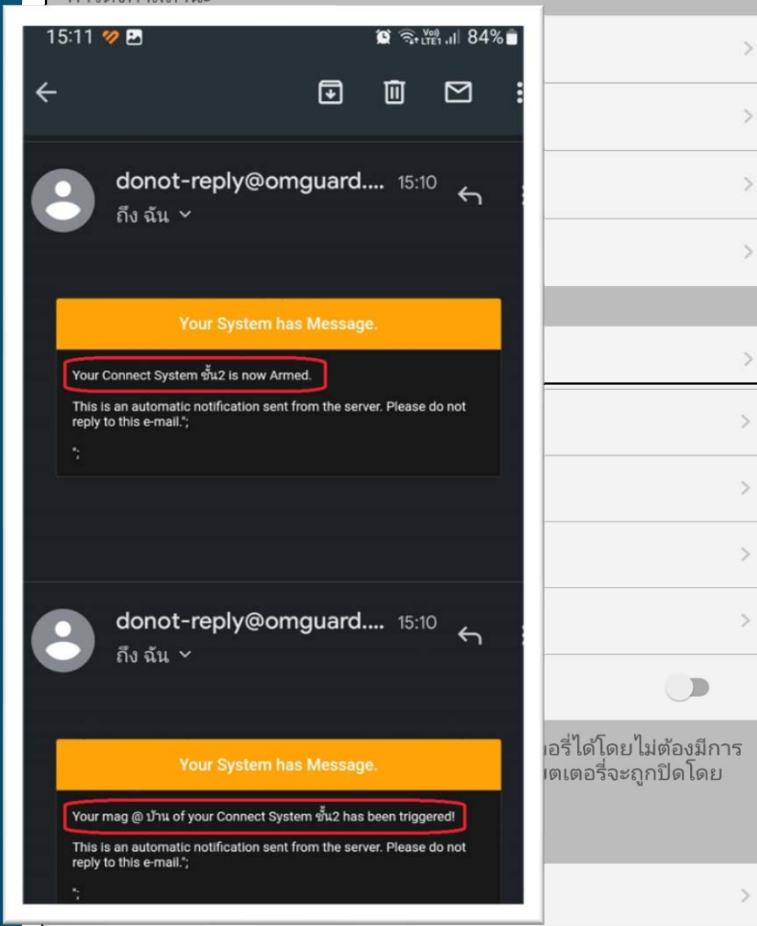 15:11
Vo))
LTE1
84%
donot-reply@omguard.... 15:10
ถึง ฉัน
Your System has Message.
Your Connect System ชั้น2 is now Armed.
This is an automatic notification sent from the server. Please do not
reply to this e-mail.";
";
donot-reply@omguard.... 15:10
ถึง ฉัน
Your System has Message.
Your mag @ บ้าน of your Connect System ชั้น2 has been triggered!
This is an automatic notification sent from the server. Please do not
reply to this e-mail.";
";
อรี่ได้โดยไม่ต้องมีการ
ตเตอรี่จะถูกปิดโดย